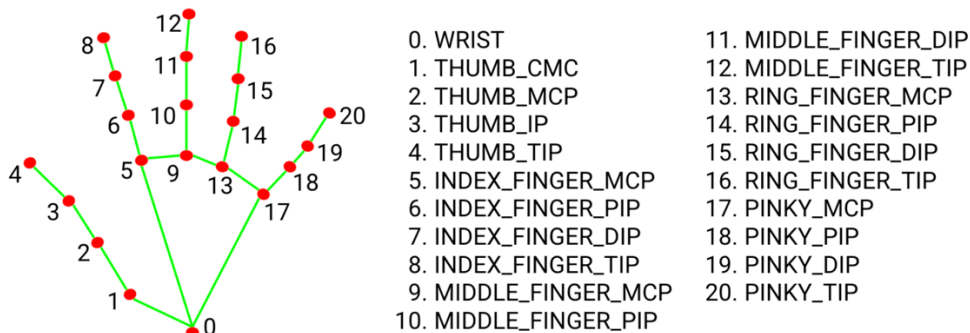 12
8
16
11
7
15
10
6
14
20
4
5
9
13
19
18
3
17
2
1
0
0. WRIST
1. THUMB_CMC
2. THUMB_MCP
3. THUMB_IP
4. THUMB_TIP
5. INDEX_FINGER_MCP
6. INDEX_FINGER_PIP
7. INDEX_FINGER_DIP
8. INDEX_FINGER_TIP
9. MIDDLE_FINGER_MCP
10. MIDDLE_FINGER_PIP
11. MIDDLE_FINGER_DIP
12. MIDDLE_FINGER_TIP
13. RING_FINGER_MCP
14. RING_FINGER_PIP
15. RING_FINGER_DIP
16. RING_FINGER_TIP
17. PINKY_MCP
18. PINKY_PIP
19. PINKY_DIP
20. PINKY_TIP